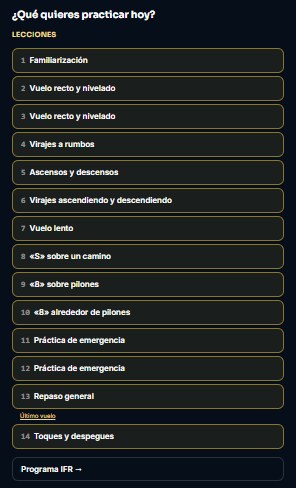 ¿Qué quieres practicar hoy?
LECCIONES
1 Familiarización
2 Vuelo recto y nivelado
3 Vuelo recto y nivelado
4 Virajes a rumbos
5 Ascensos y descensos
6 Virajes ascendiendo y descendiendo
7 Vuelo lento
8 «S» sobre un camino
9 «8» sobre pilones
10 «8» alrededor de pilones
11 Práctica de emergencia
12 Práctica de emergencia
13 Repaso general
Último vuelo
14 Toques y despegues
Programa IFR →